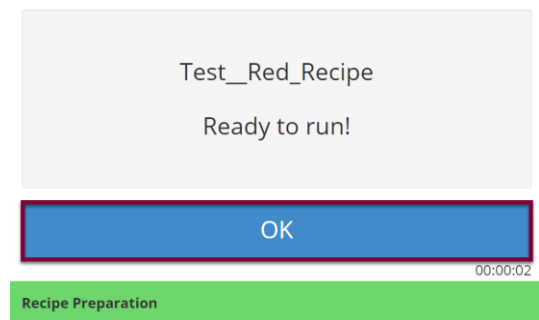 Test__Red_Recipe
Ready to run!
OK
00:00:02
Recipe Preparation